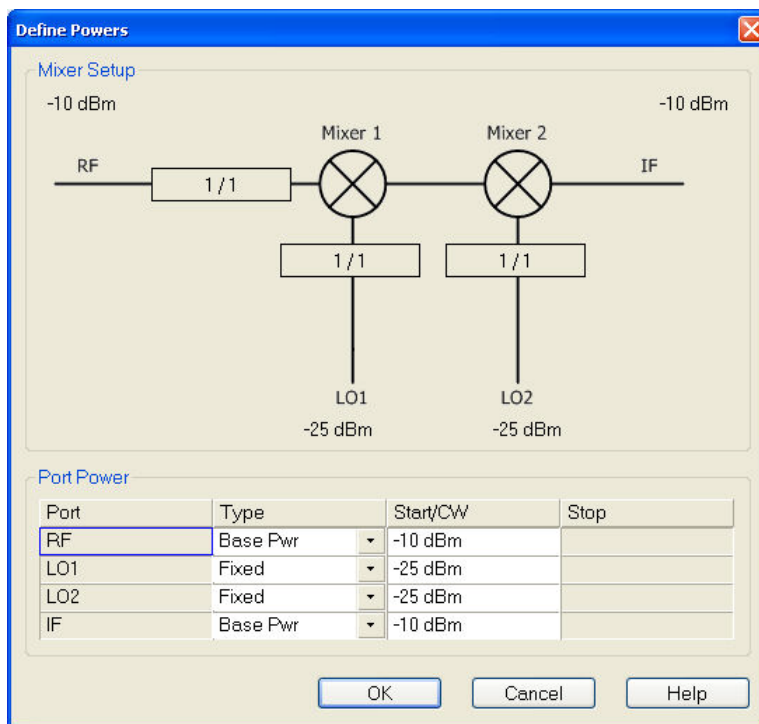 Define Powers
Mixer Setup
-10 dBm
-10 dBm
Mixer 1
Mixer 2
RF
IF
1 / 1
1 / 1
1 / 1
LO1
LO2
-25 dBm
-25 dBm
Port Power
Port Type Start/CW Stop
RF Base Pwr -10 dBm
LO1 Fixed -25 dBm
LO2 Fixed -25 dBm
IF Base Pwr -10 dBm
OK Cancel Help